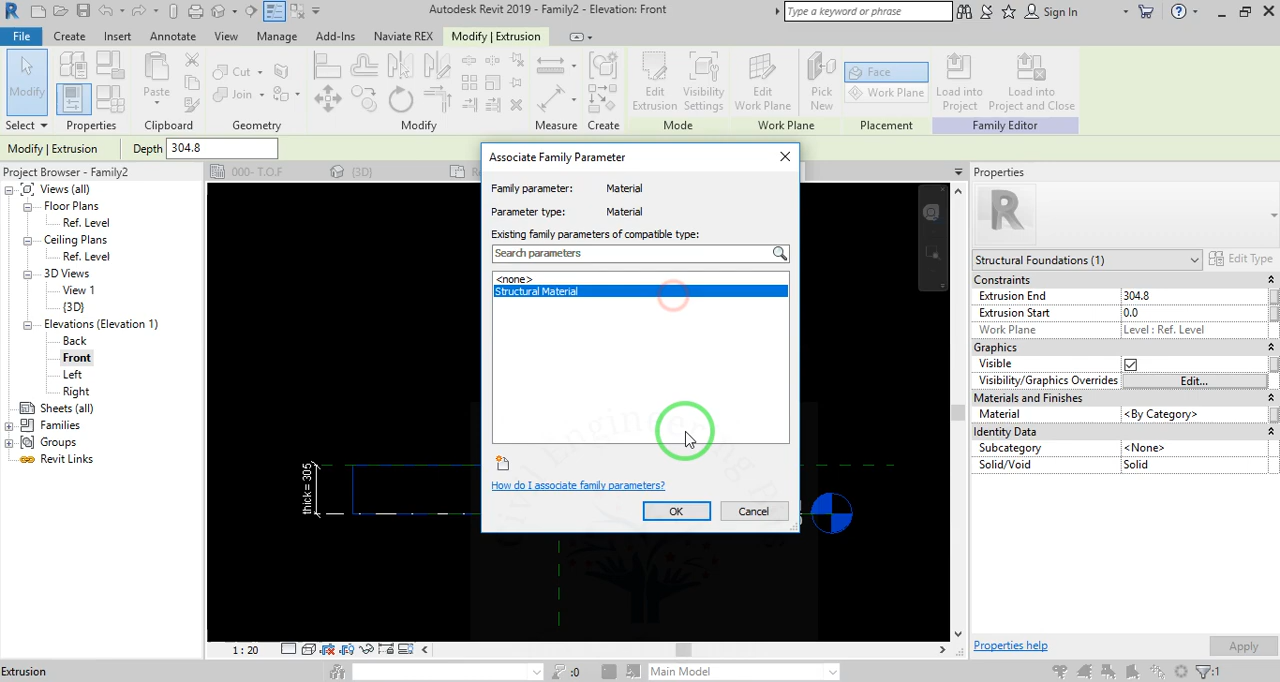 Autodesk Revit 2019 - Family2 - Elevation: Front
Type a keyword or phrase
Sign In
File Create Insert Annotate View Manage Add-Ins Naviate REX Modify | Extrusion
Modify
Paste
Cut
Join
Edit Extrusion
Visibility Settings
Edit Work Plane
Pick New
Face
Work Plane
Load into Project
Load into Project and Close
Select Properties Clipboard Geometry Modify Measure Create Mode Work Plane Placement Family Editor
Modify | Extrusion Depth 304.8
Project Browser - Family2
Views (all)
Floor Plans
Ref. Level
Ceiling Plans
Ref. Level
3D Views
View 1
{3D}
Elevations (Elevation 1)
Back
Front
Left
Right
Sheets (all)
Families
Groups
Revit Links
000- T.O.F
{3D}
thick = 305
Associate Family Parameter
Family parameter: Material
Parameter type: Material
Existing family parameters of compatible type:
Search parameters
<none>
Structural Material
How do I associate family parameters?
OK Cancel
Properties
R
Structural Foundations (1) Edit Type
Constraints
Extrusion End 304.8
Extrusion Start 0.0
Work Plane Level : Ref. Level
Graphics
Visible
Visibility/Graphics Overrides Edit...
Materials and Finishes
Material <By Category>
Identity Data
Subcategory <None>
Solid/Void Solid
Properties help Apply
1 : 20
Extrusion
:0
Main Model
:1